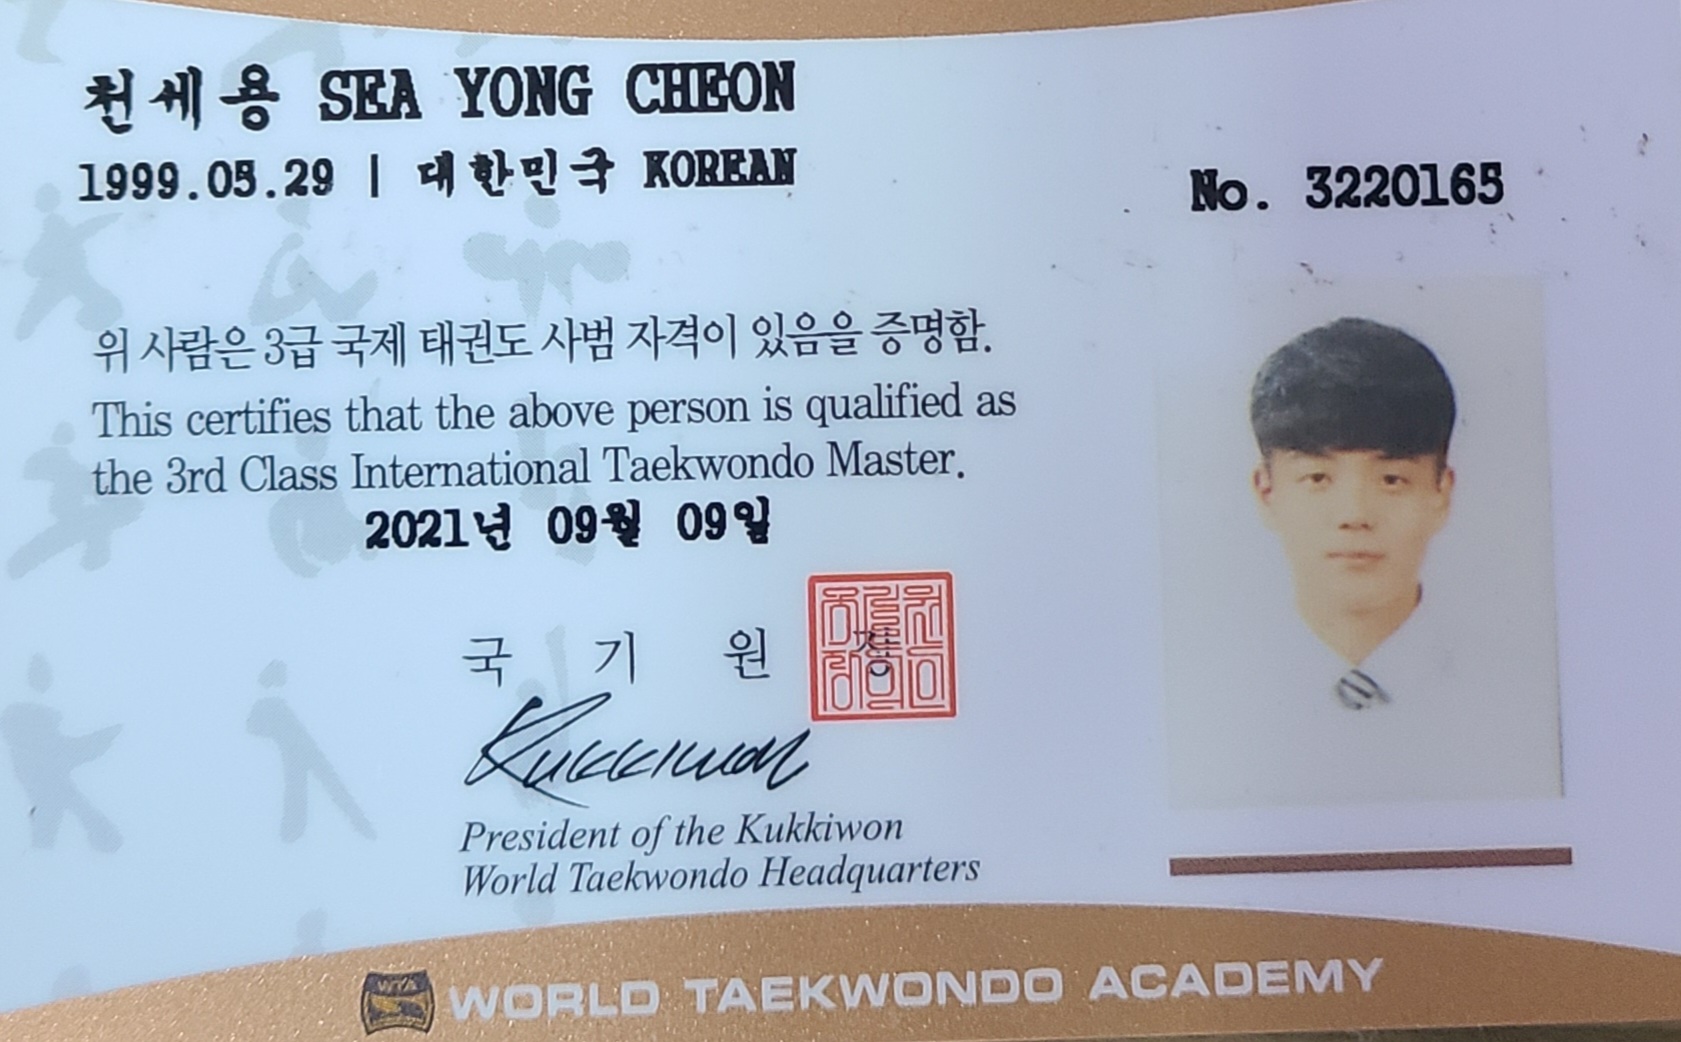 천세용 SEA YONG CHEON
1999.05.29 | 대한민국 KOREAN
No. 3220165
위 사람은 3급 국제 태권도 사범 자격이 있음을 증명함.
This certifies that the above person is qualified as
the 3rd Class International Taekwondo Master.
2021년 09월 09일
국 기 원 장
Kukkiwon
President of the Kukkiwon
World Taekwondo Headquarters
WTA WORLD TAEKWONDO ACADEMY